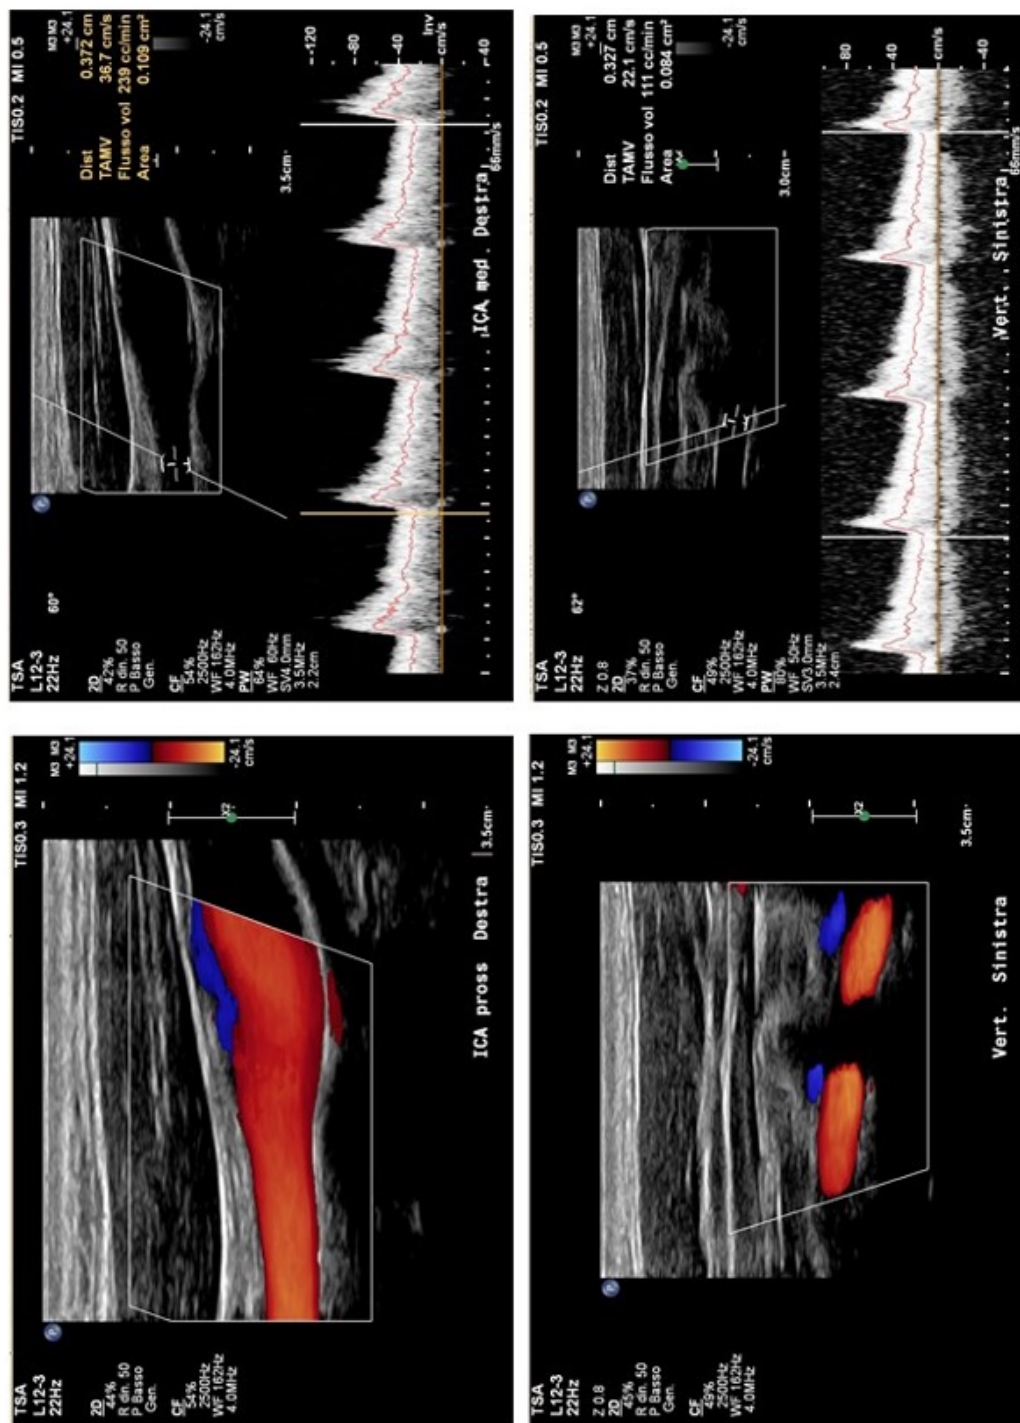 TSA
L12-3
22Hz
2D
44%
R din. 50
P Basso
Gen.
CF
54%
2500Hz
WF 162Hz
4.0MHz
P
TIS0.3 MI 1.2
M3 M3
+24.1
-24.1
cm/s
x2
3.5cm
ICA pross Destra
TSA
L12-3
22Hz
60°
2D
42%
R din. 50
P Basso
Gen.
CF
54%
2500Hz
WF 162Hz
4.0MHz
PW
64%
WF 60Hz
SV4.0mm
3.5MHz
2.2cm
TIS0.2 MI 0.5
M3 M3
+24.1
-24.1
cm/s
Dist 0.372 cm
TAMV 36.7 cm/s
Flusso vol 239 cc/min
Area 0.109 cm²
3.5cm
-120
-80
-40
Inv
cm/s
40
66mm/s
ICA med. Destra
TSA
L12-3
22Hz
Z 0.8
2D
45%
R din. 50
P Basso
Gen.
CF
49%
2500Hz
WF 162Hz
4.0MHz
P
TIS0.3 MI 1.2
M3 M3
+24.1
-24.1
cm/s
x2
3.5cm
Vert. Sinistra
TSA
L12-3
22Hz
62°
Z 0.8
2D
37%
R din. 50
P Basso
Gen.
CF
49%
2500Hz
WF 162Hz
4.0MHz
PW
80%
WF 50Hz
SV3.0mm
3.5MHz
2.4cm
TIS0.2 MI 0.5
M3 M3
+24.1
-24.1
cm/s
Dist 0.327 cm
TAMV 22.1 cm/s
Flusso vol 111 cc/min
Area 0.084 cm²
3.0cm
80
40
cm/s
-40
66mm/s
Vert. Sinistra